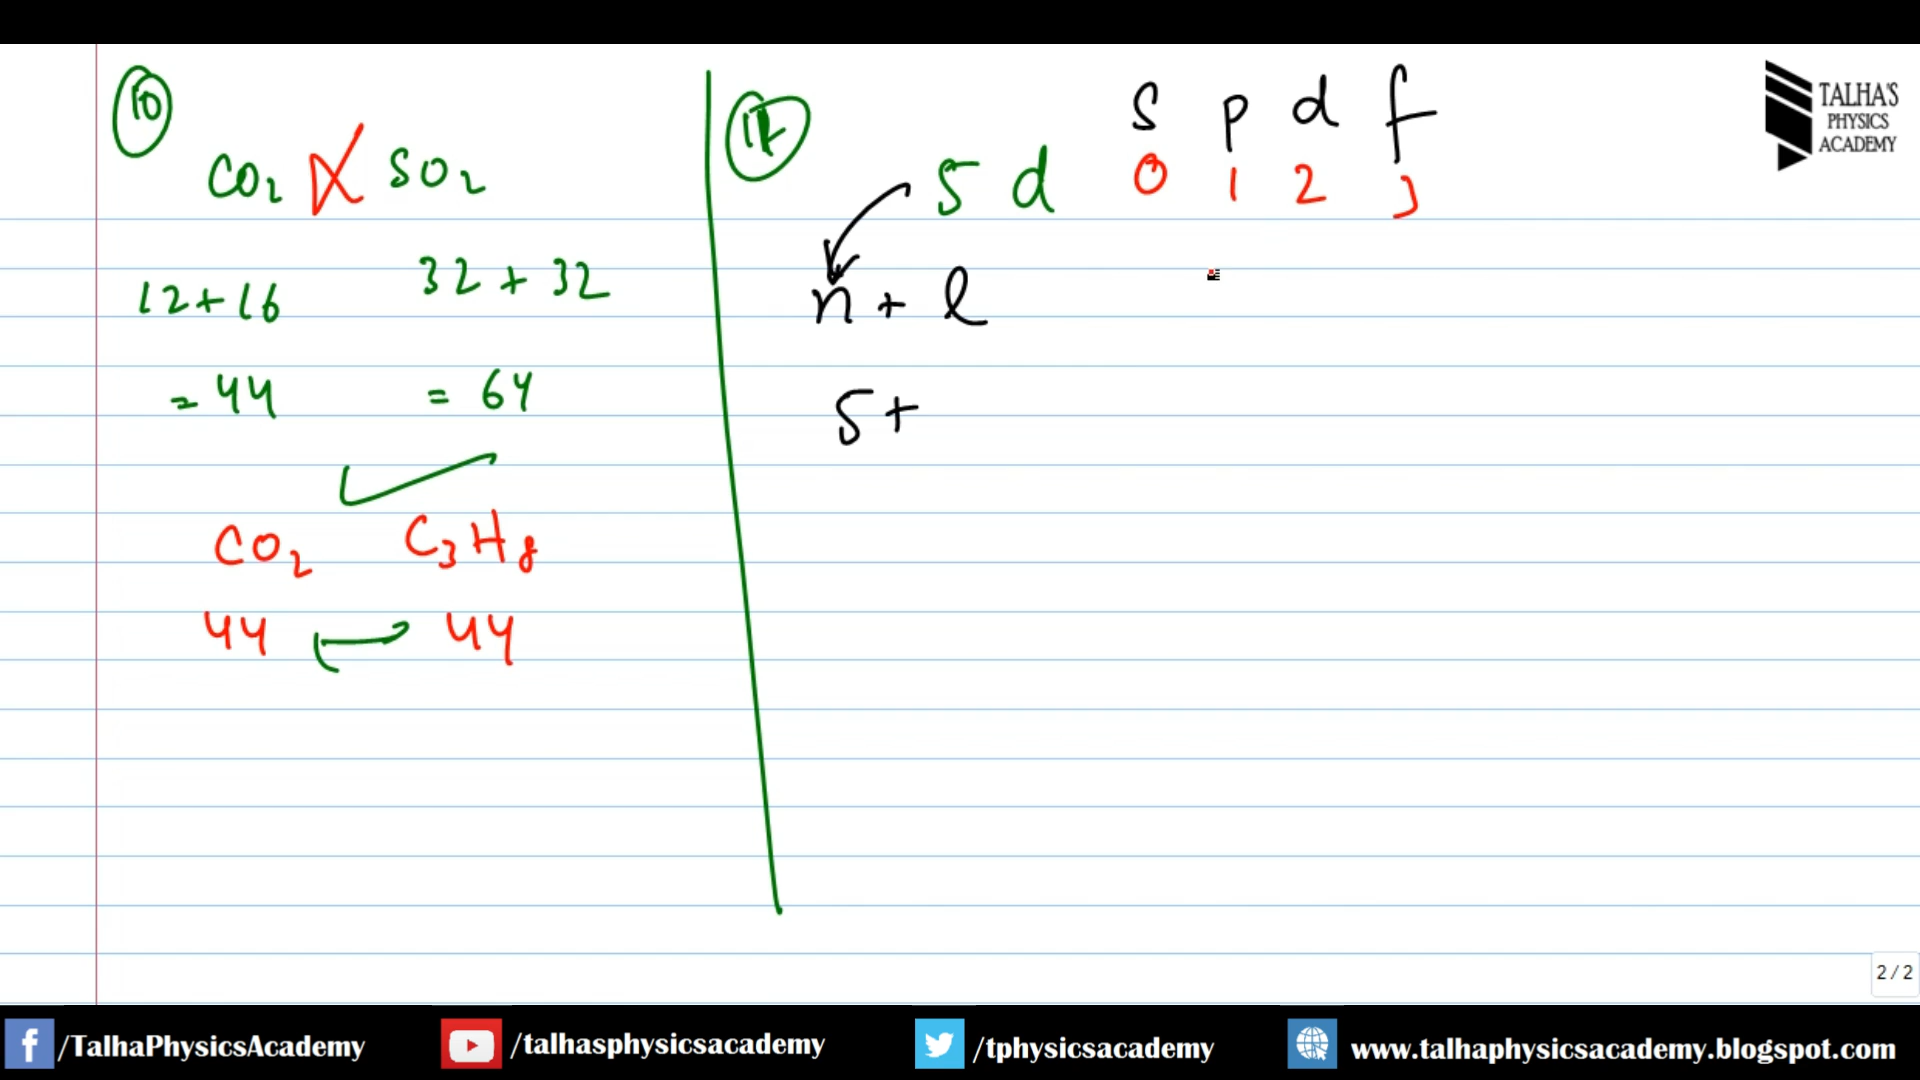 10
CO₂ SO₂
12+16 32+32
= 44 = 64
CO₂ C₃H₈
44 44
s p d f
0 1 2 3
5 d
n + l
5 +
TALHA'S
PHYSICS
ACADEMY
2 / 2
/TalhaPhysicsAcademy /talhasphysicsacademy /tphysicsacademy www.talhaphysicsacademy.blogspot.com